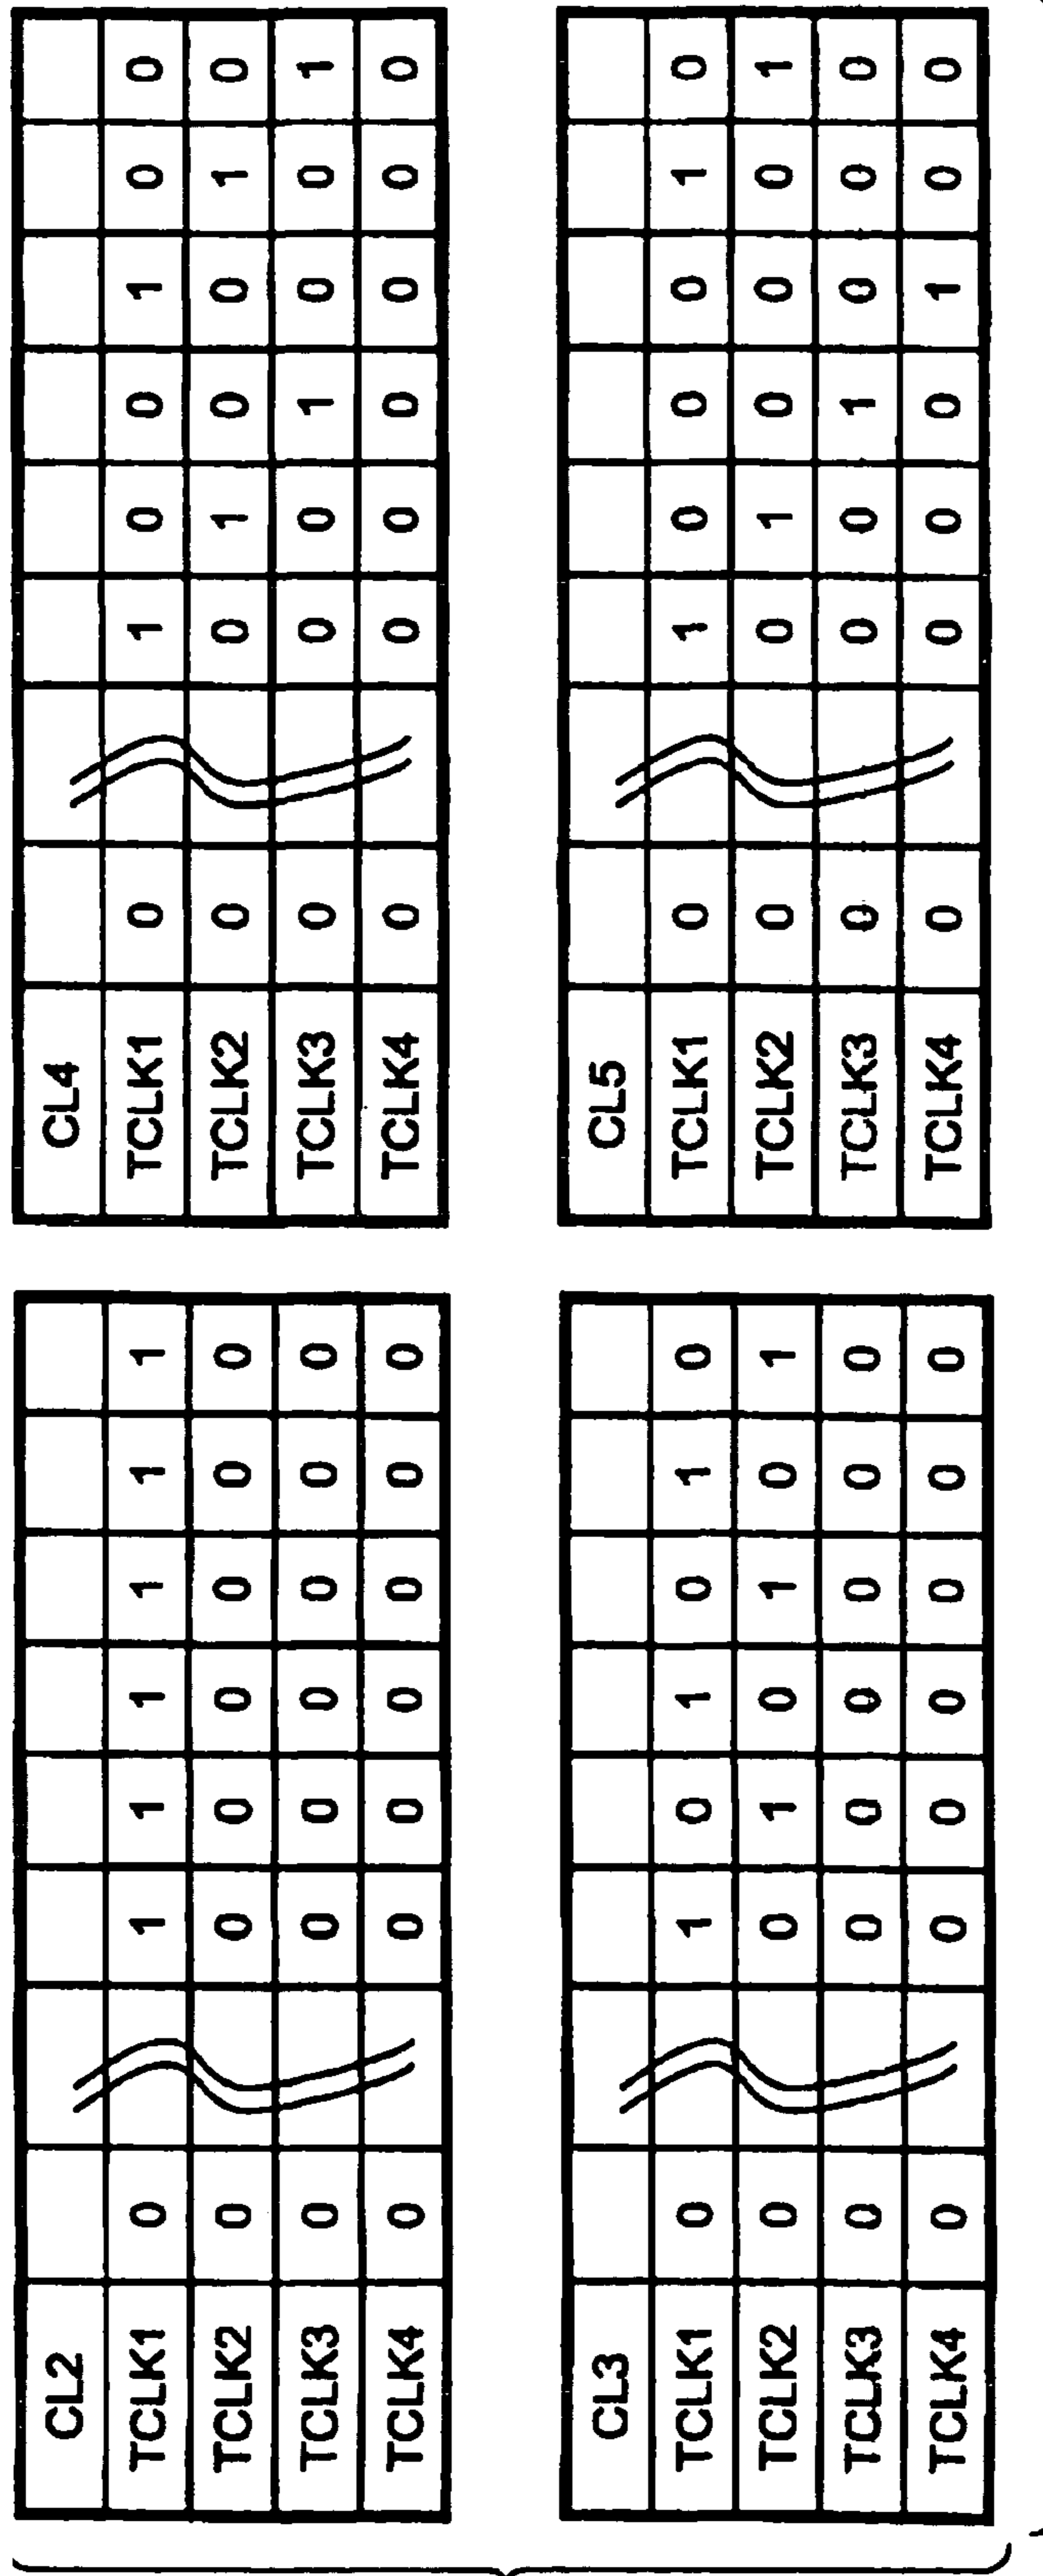 CL2
TCLK1 0 1 1 1 1 1 1
TCLK2 0 0 0 0 0 0 0
TCLK3 0 0 0 0 0 0 0
TCLK4 0 0 0 0 0 0 0
CL4
TCLK1 0 1 0 0 1 0 0
TCLK2 0 0 1 0 0 1 0
TCLK3 0 0 0 1 0 0 1
TCLK4 0 0 0 0 0 0 0
CL3
TCLK1 0 1 0 1 0 1 0
TCLK2 0 0 1 0 1 0 1
TCLK3 0 0 0 0 0 0 0
TCLK4 0 0 0 0 0 0 0
CL5
TCLK1 0 1 0 0 0 1 0
TCLK2 0 0 1 0 0 0 1
TCLK3 0 0 0 1 0 0 0
TCLK4 0 0 0 0 1 0 0